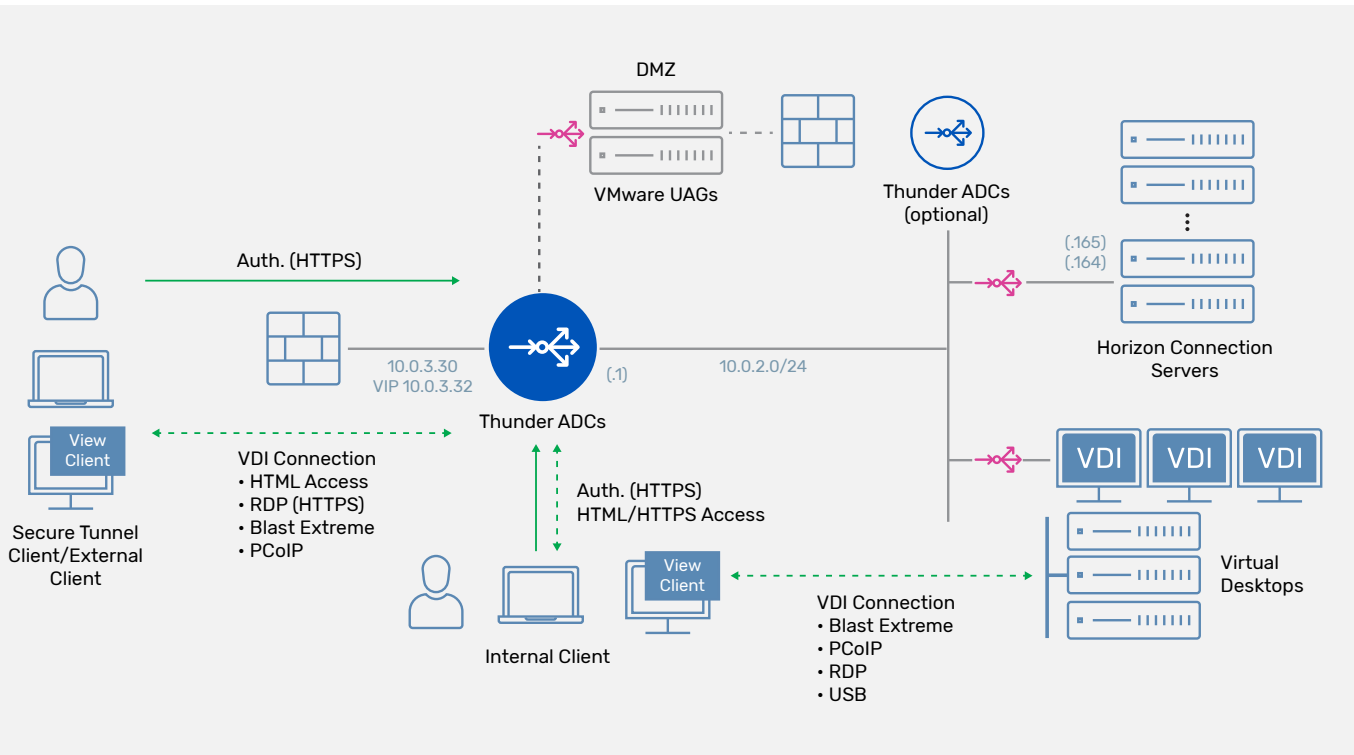 DMZ
VMware UAGs
Thunder ADCs
(optional)
(.165)
(.164)
Horizon Connection
Servers
Auth. (HTTPS)
10.0.3.30
VIP 10.0.3.32
(.1)
10.0.2.0/24
Thunder ADCs
View
Client
Secure Tunnel
Client/External
Client
VDI Connection
• HTML Access
• RDP (HTTPS)
• Blast Extreme
• PCoIP
Auth. (HTTPS)
HTML/HTTPS Access
VDI
VDI
VDI
Virtual
Desktops
View
Client
Internal Client
VDI Connection
• Blast Extreme
• PCoIP
• RDP
• USB